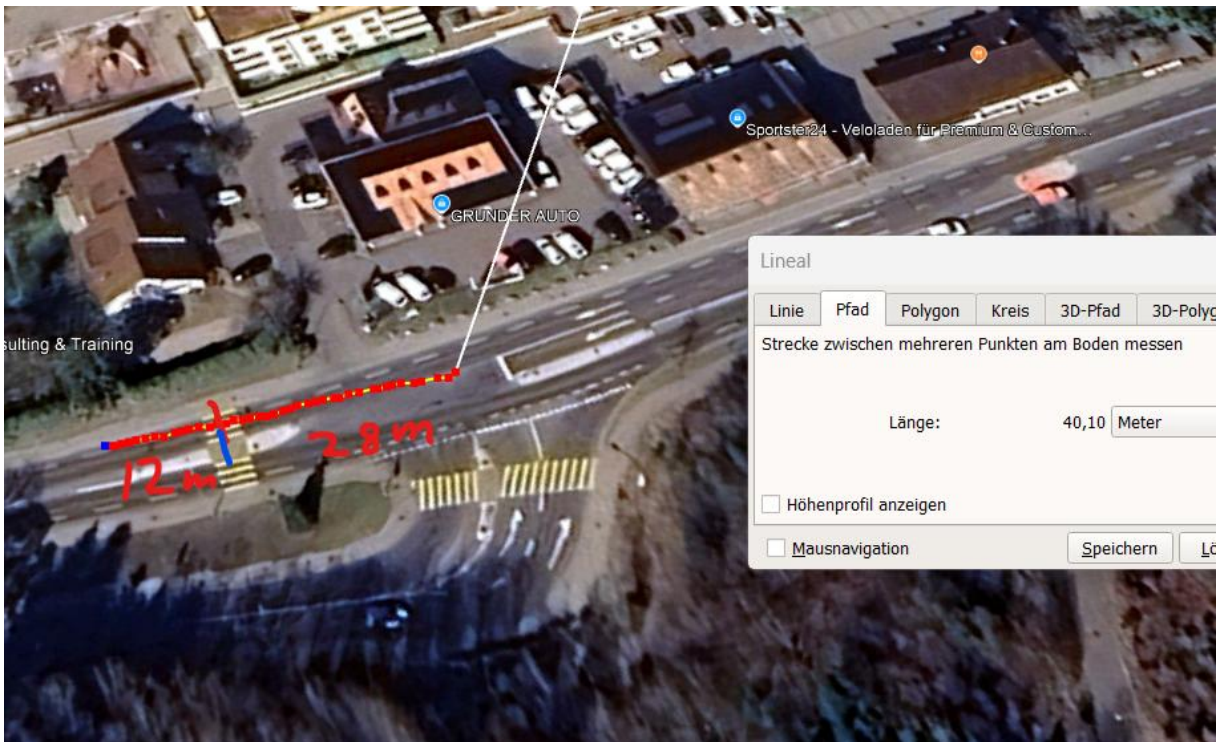 Sportster24 - Veloladen für Premium & Custom...
GRUNDER AUTO
sulting & Training
28 m
12 m
Lineal
Linie Pfad Polygon Kreis 3D-Pfad 3D-Polyg
Strecke zwischen mehreren Punkten am Boden messen
Länge: 40,10 Meter
Höhenprofil anzeigen
Mausnavigation Speichern Lö